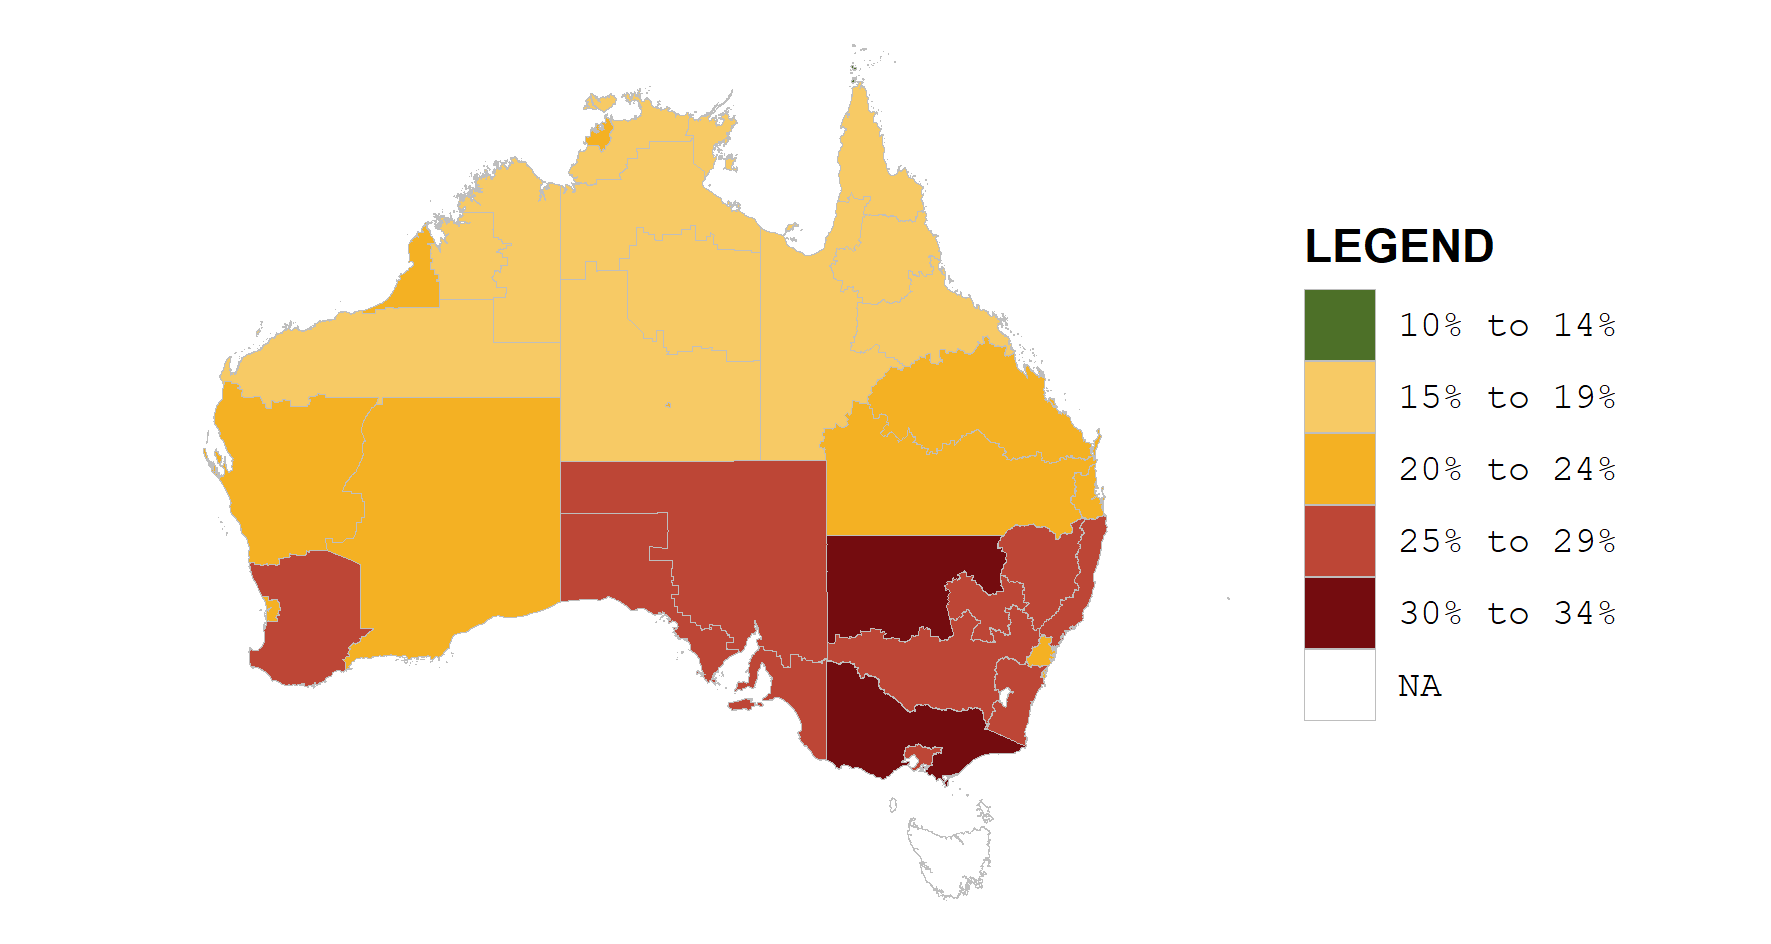 LEGEND
10% to 14%
15% to 19%
20% to 24%
25% to 29%
30% to 34%
NA